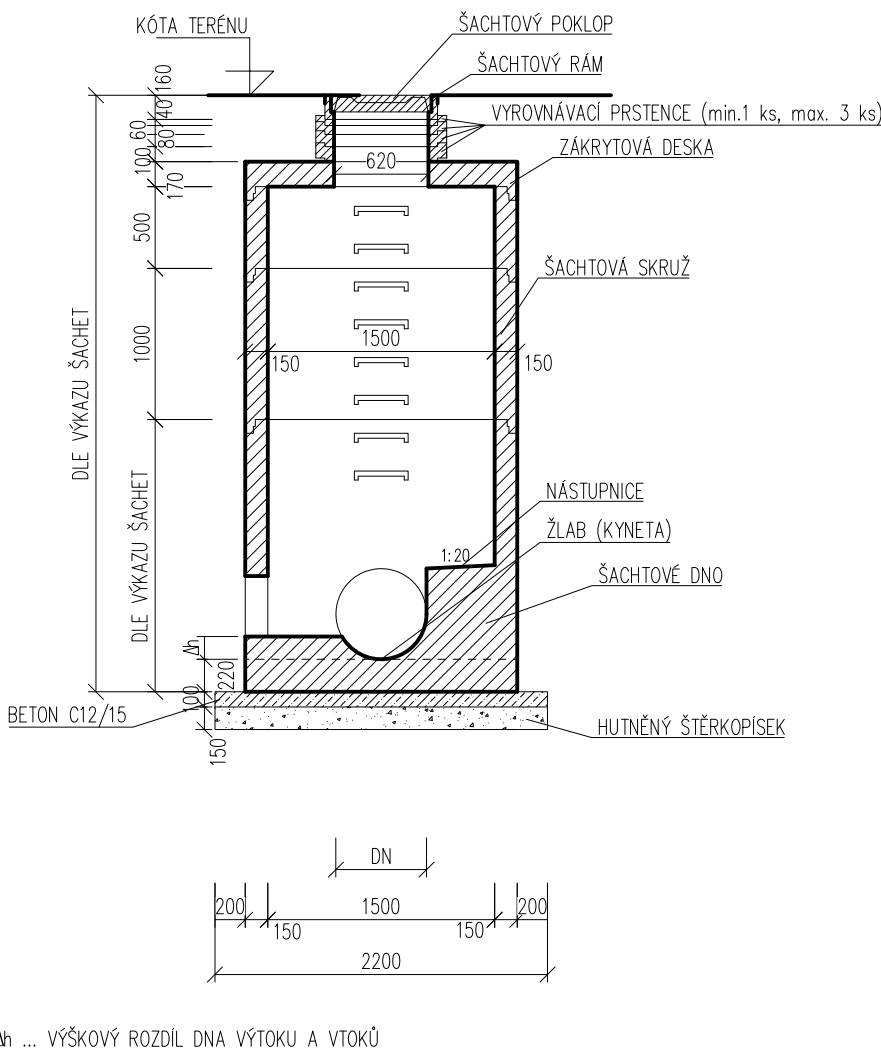 KÓTA TERÉNU
ŠACHTOVÝ POKLOP
ŠACHTOVÝ RÁM
VYROVNÁVACÍ PRSTENCE (min.1 ks, max. 3 ks)
ZÁKRYTOVÁ DESKA
160
40
60
80
100
170
620
500
ŠACHTOVÁ SKRUŽ
1000
1500
150
150
DLE VÝKAZU ŠACHET
DLE VÝKAZU ŠACHET
NÁSTUPNICE
ŽLAB (KYNETA)
1:20
ŠACHTOVÉ DNO
Δh
220
100
BETON C12/15
150
HUTNĚNÝ ŠTĚRKOPÍSEK
DN
200
1500
200
150
150
2200
Δh ... VÝŠKOVÝ ROZDÍL DNA VÝTOKU A VTOKŮ